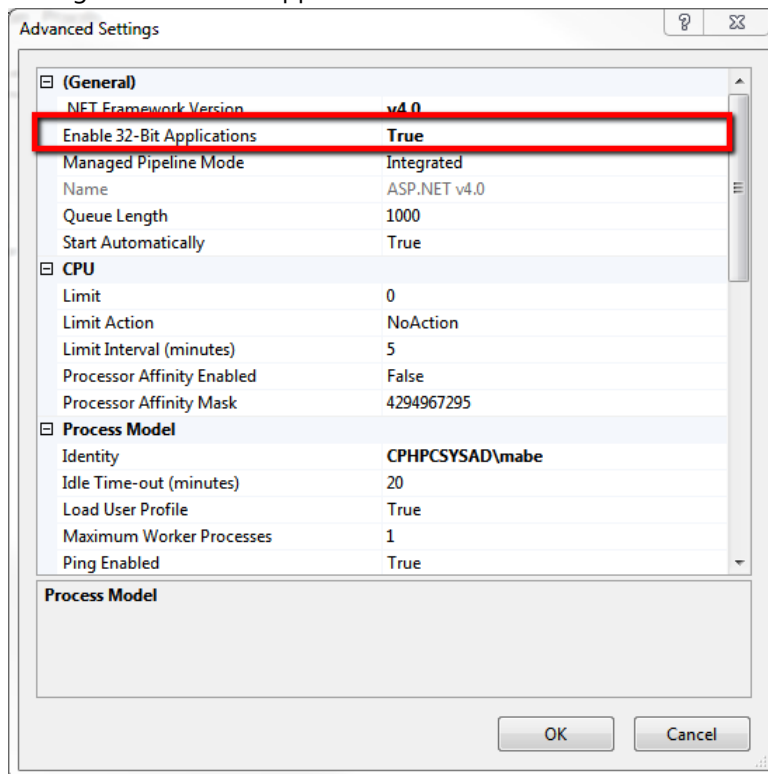 Advanced Settings
(General)
.NET Framework Version v4.0
Enable 32-Bit Applications True
Managed Pipeline Mode Integrated
Name ASP.NET v4.0
Queue Length 1000
Start Automatically True
CPU
Limit 0
Limit Action NoAction
Limit Interval (minutes) 5
Processor Affinity Enabled False
Processor Affinity Mask 4294967295
Process Model
Identity CPHPCSYSAD\mabe
Idle Time-out (minutes) 20
Load User Profile True
Maximum Worker Processes 1
Ping Enabled True
Process Model
OK Cancel